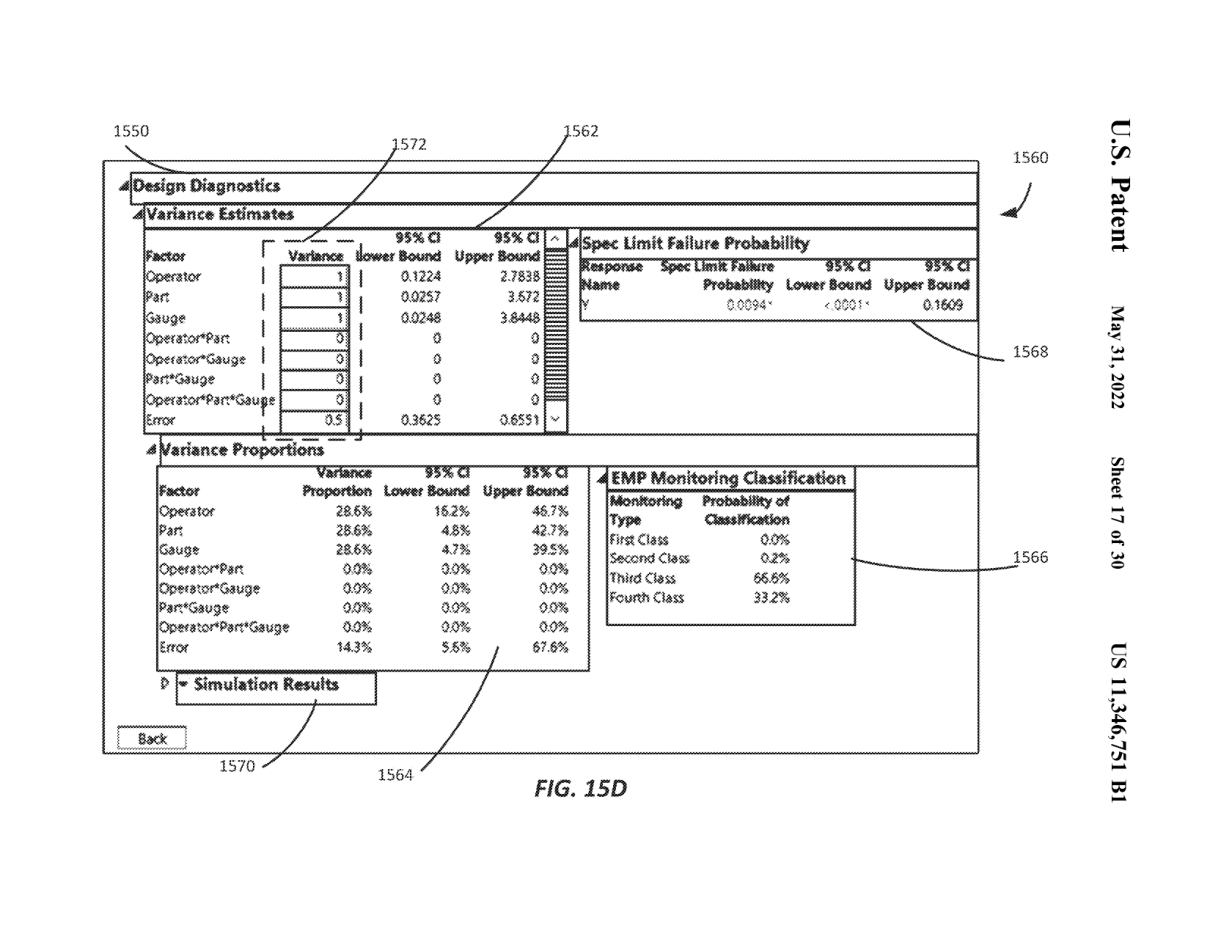 1550
1572
1562
1560
Design Diagnostics
Variance Estimates
95% CI 95% CI
Factor Variance Lower Bound Upper Bound
Operator 1 0.1224 2.7838
Part 1 0.0257 3.672
Gauge 1 0.0248 3.8448
Operator*Part 0 0 0
Operator*Gauge 0 0 0
Part*Gauge 0 0 0
Operator*Part*Gauge 0 0 0
Error 0.5 0.3625 0.6551
Spec Limit Failure Probability
Response Spec Limit Failure 95% CI 95% CI
Name Probability Lower Bound Upper Bound
Y 0.0094* <.0001* 0.1609
1568
Variance Proportions
Variance 95% CI 95% CI
Factor Proportion Lower Bound Upper Bound
Operator 28.6% 16.2% 46.7%
Part 28.6% 4.8% 42.7%
Gauge 28.6% 4.7% 39.5%
Operator*Part 0.0% 0.0% 0.0%
Operator*Gauge 0.0% 0.0% 0.0%
Part*Gauge 0.0% 0.0% 0.0%
Operator*Part*Gauge 0.0% 0.0% 0.0%
Error 14.3% 5.6% 67.6%
EMP Monitoring Classification
Monitoring Probability of
Type Classification
First Class 0.0%
Second Class 0.2%
Third Class 66.6%
Fourth Class 33.2%
1566
Simulation Results
Back
1570
1564
FIG. 15D
U.S. Patent May 31, 2022 Sheet 17 of 30 US 11,346,751 B1